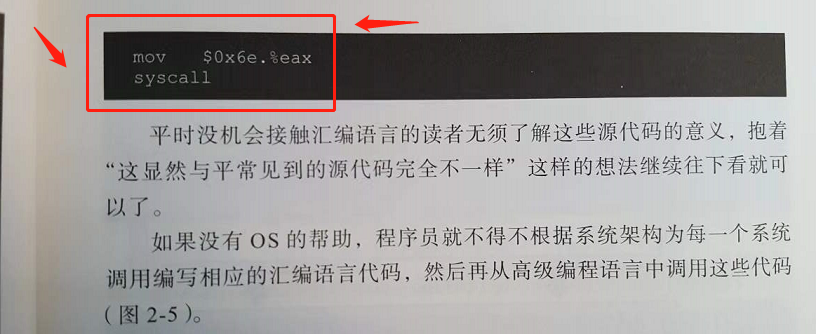 mov $0x6e.%eax
syscall
平时没机会接触汇编语言的读者无须了解这些源代码的意义，抱着
“这显然与平常见到的源代码完全不一样”这样的想法继续往下看就可
以了。
如果没有 OS 的帮助，程序员就不得不根据系统架构为每一个系统
调用编写相应的汇编语言代码，然后再从高级编程语言中调用这些代码
（图 2-5）。